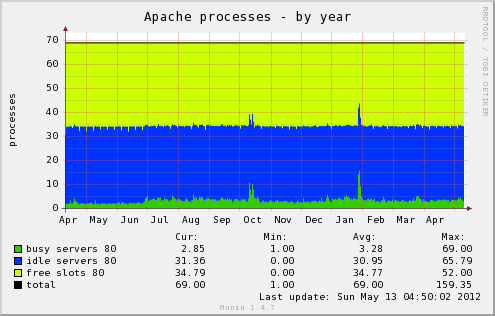 Apache processes - by year
RRDTOOL / TOBI OETIKER
processes
70
60
50
40
30
20
10
0
Apr May Jun Jul Aug Sep Oct Nov Dec Jan Feb Mar Apr
Cur: Min: Avg: Max:
busy servers 80 2.85 1.00 3.28 69.00
idle servers 80 31.36 0.00 30.95 65.79
free slots 80 34.79 0.00 34.77 52.00
total 69.00 1.00 69.00 159.35
Last update: Sun May 13 04:50:02 2012
Munin 1.4.7